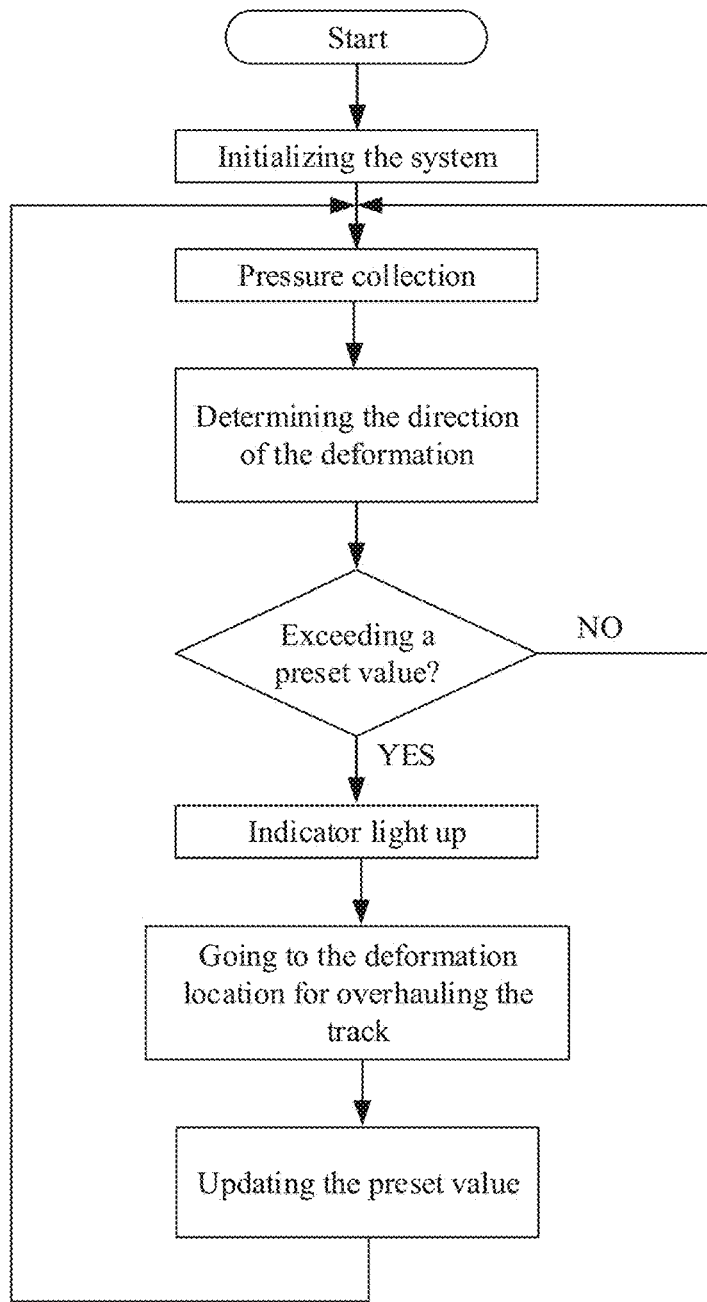 Start
Initializing the system
Pressure collection
Determining the direction
of the deformation
Exceeding a
preset value?
NO
YES
Indicator light up
Going to the deformation
location for overhauling the
track
Updating the preset value